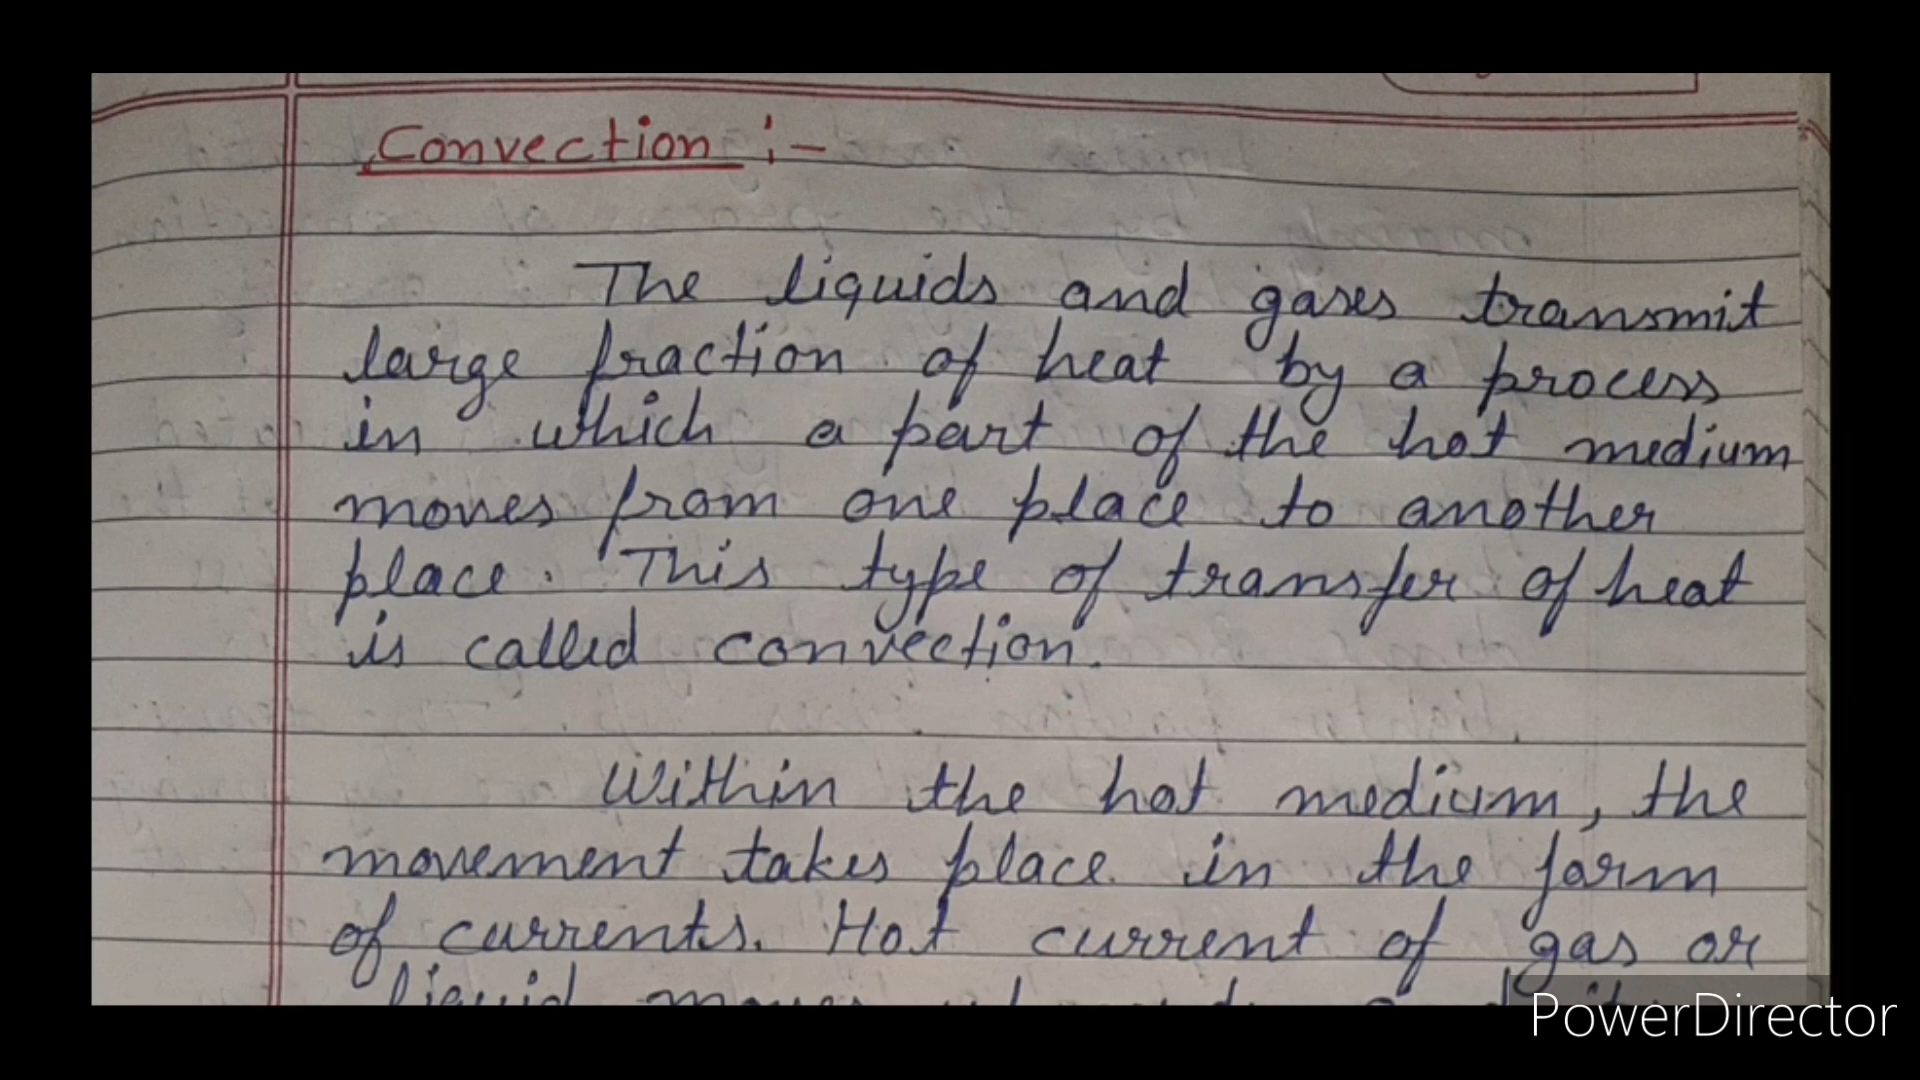 Convection :-
The liquids and gases transmit
large fraction of heat by a process
in which a part of the hot medium
moves from one place to another
place. This type of transfer of heat
is called convection.
Within the hot medium, the
movement takes place in the form
of currents. Hot current of gas or
liquid moves
PowerDirector